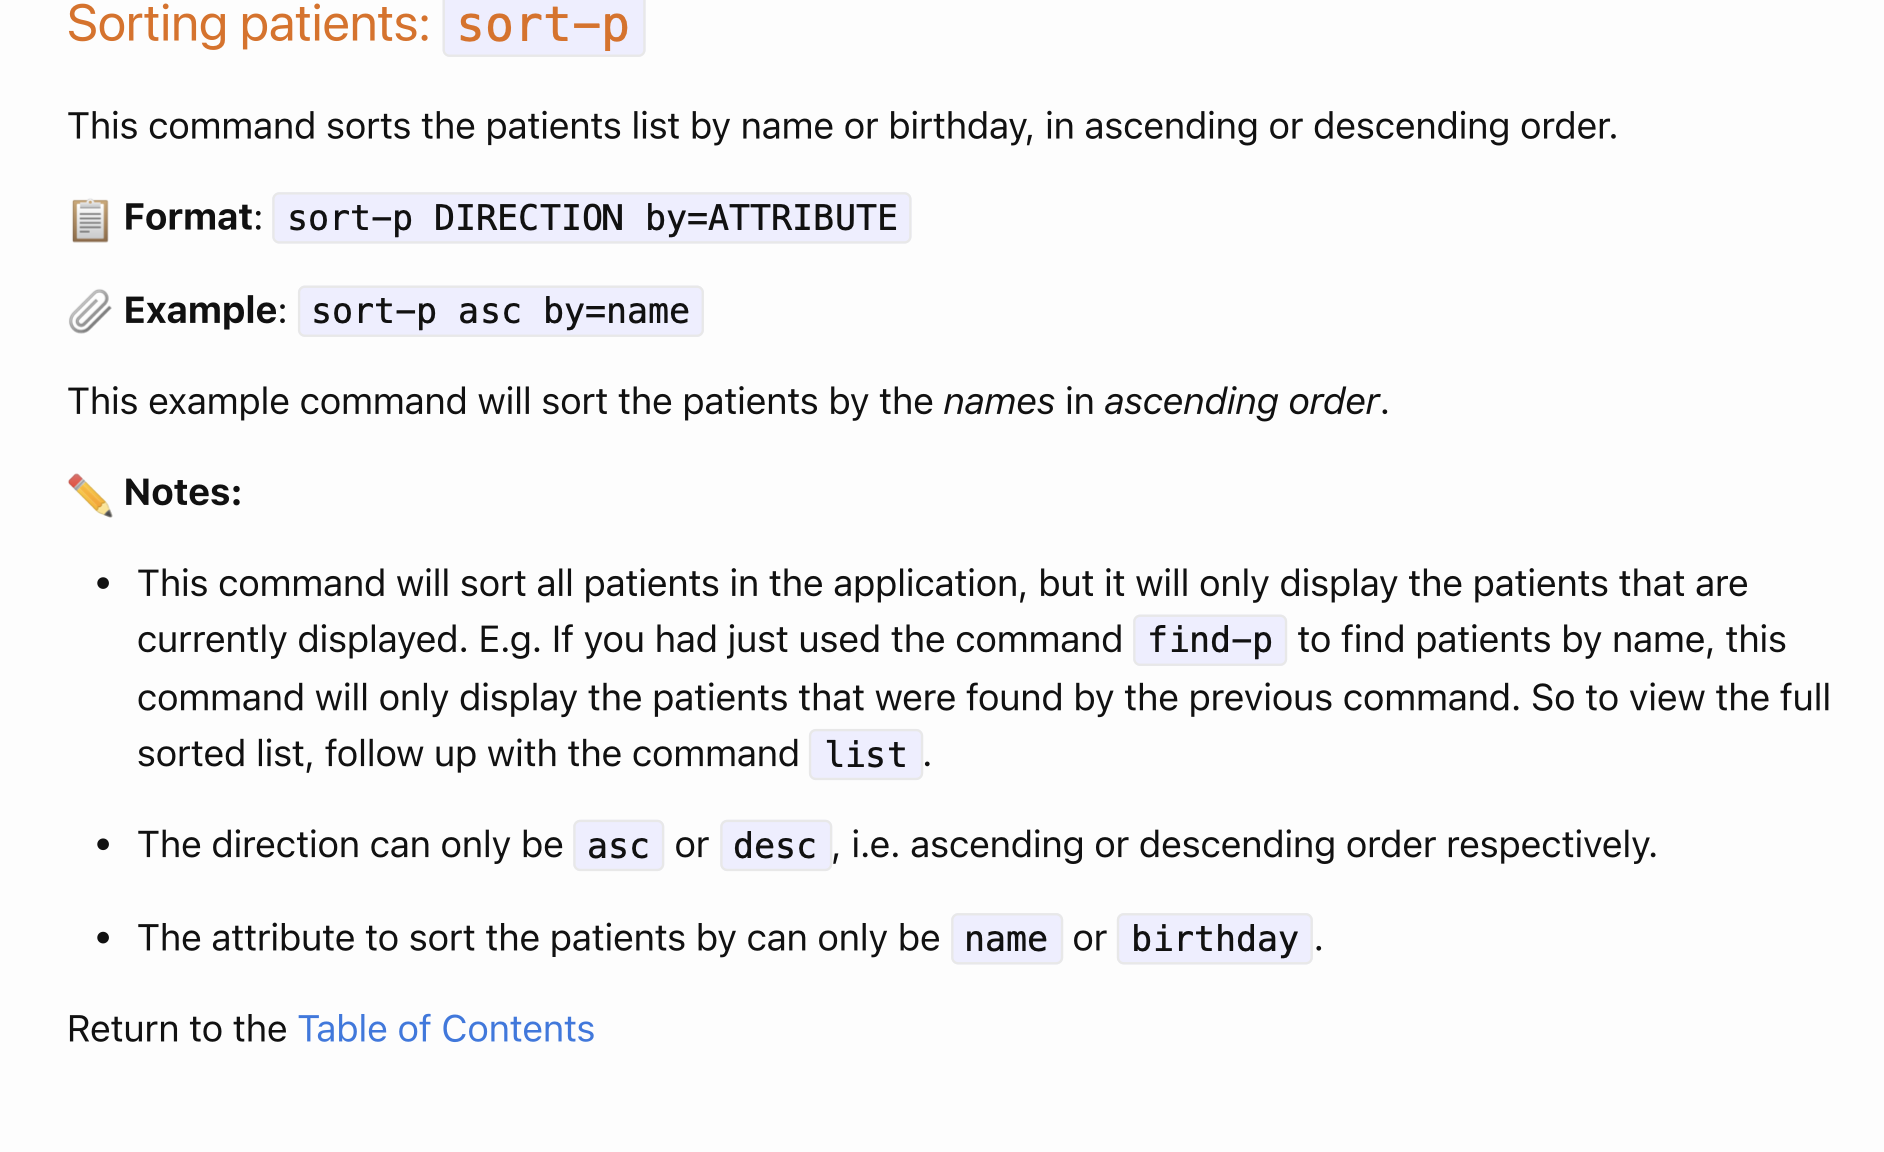 Sorting patients: sort-p
This command sorts the patients list by name or birthday, in ascending or descending order.
Format: sort-p DIRECTION by=ATTRIBUTE
Example: sort-p asc by=name
This example command will sort the patients by the names in ascending order.
Notes:
• This command will sort all patients in the application, but it will only display the patients that are
currently displayed. E.g. If you had just used the command find-p to find patients by name, this
command will only display the patients that were found by the previous command. So to view the full
sorted list, follow up with the command list.
• The direction can only be asc or desc, i.e. ascending or descending order respectively.
• The attribute to sort the patients by can only be name or birthday.
Return to the Table of Contents